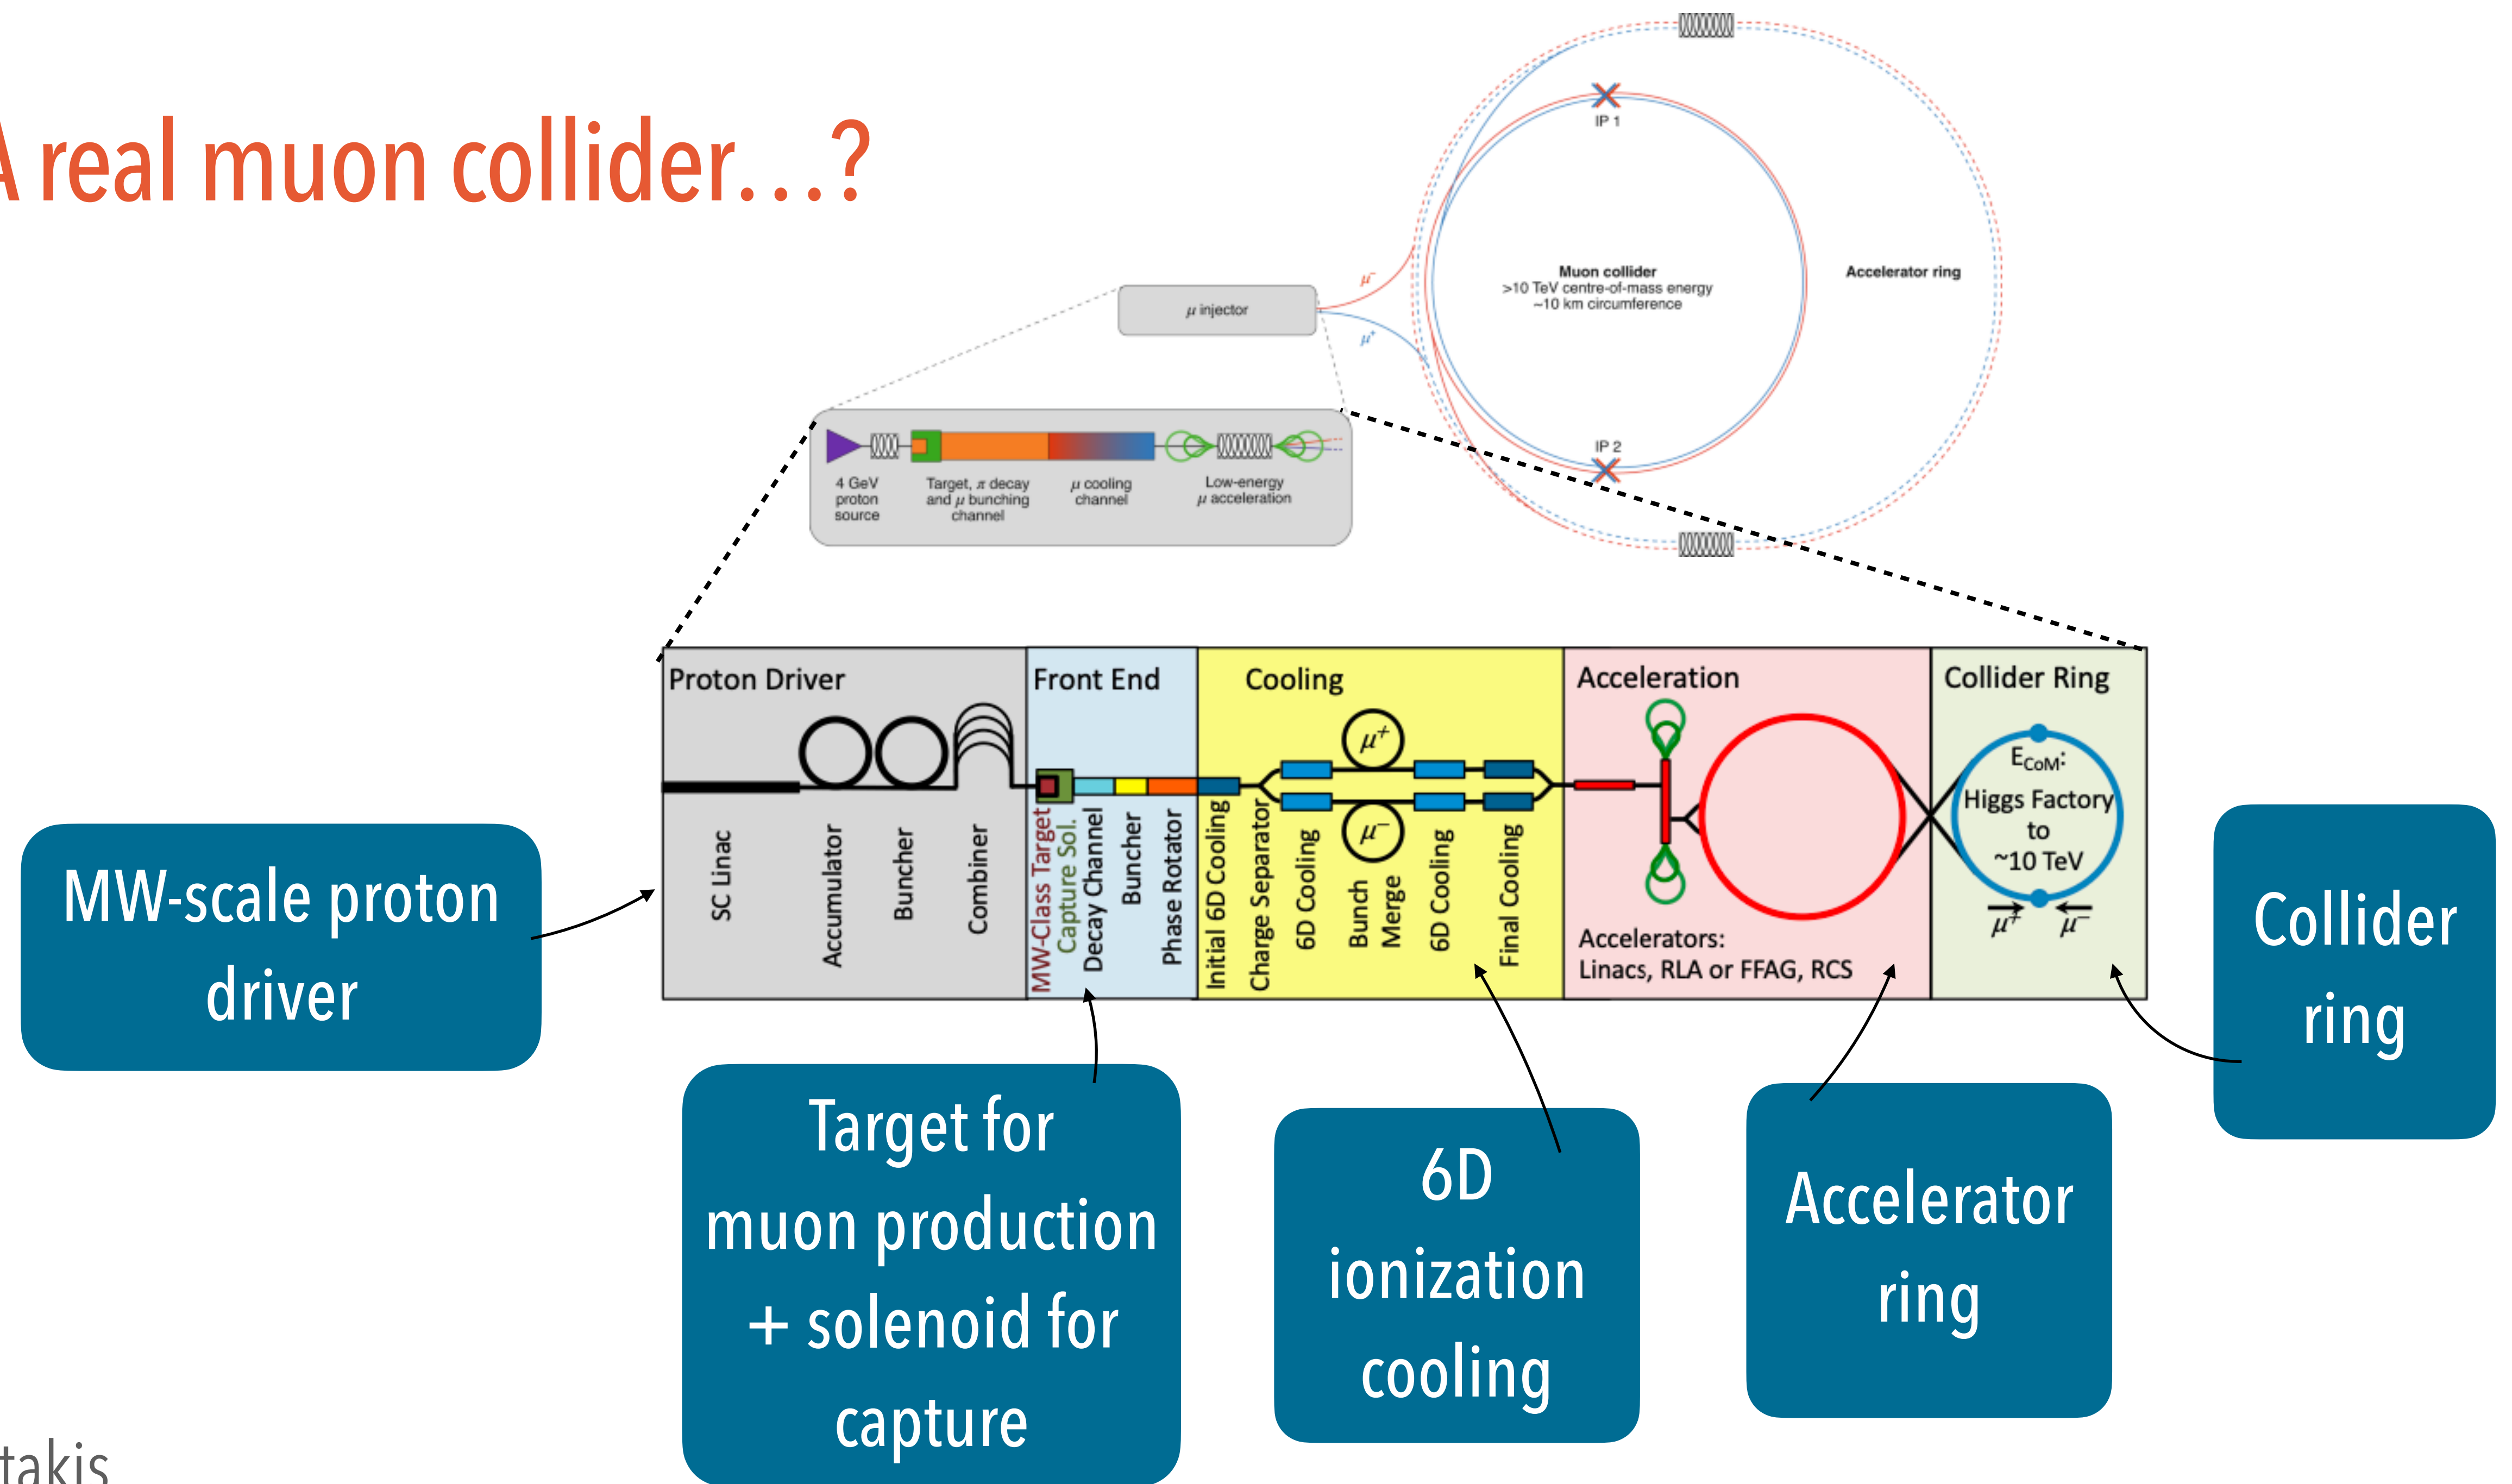 A real muon collider...?
IP 1
Muon collider
>10 TeV centre-of-mass energy
~10 km circumference
Accelerator ring
μ injector
μ⁻
μ⁺
IP 2
4 GeV
proton
source
Target, π decay
and μ bunching
channel
μ cooling
channel
Low-energy
μ acceleration
Proton Driver
SC Linac
Accumulator
Buncher
Combiner
Front End
MW-Class Target
Capture Sol.
Decay Channel
Buncher
Phase Rotator
Cooling
μ⁺
μ⁻
Initial 6D Cooling
Charge Separator
6D Cooling
Bunch
Merge
6D Cooling
Final Cooling
Acceleration
Accelerators:
Linacs, RLA or FFAG, RCS
Collider Ring
E_CoM:
Higgs Factory
to
~10 TeV
μ⁺ μ⁻
MW-scale proton
driver
Target for
muon production
+ solenoid for
capture
6D
ionization
cooling
Accelerator
ring
Collider
ring
takis